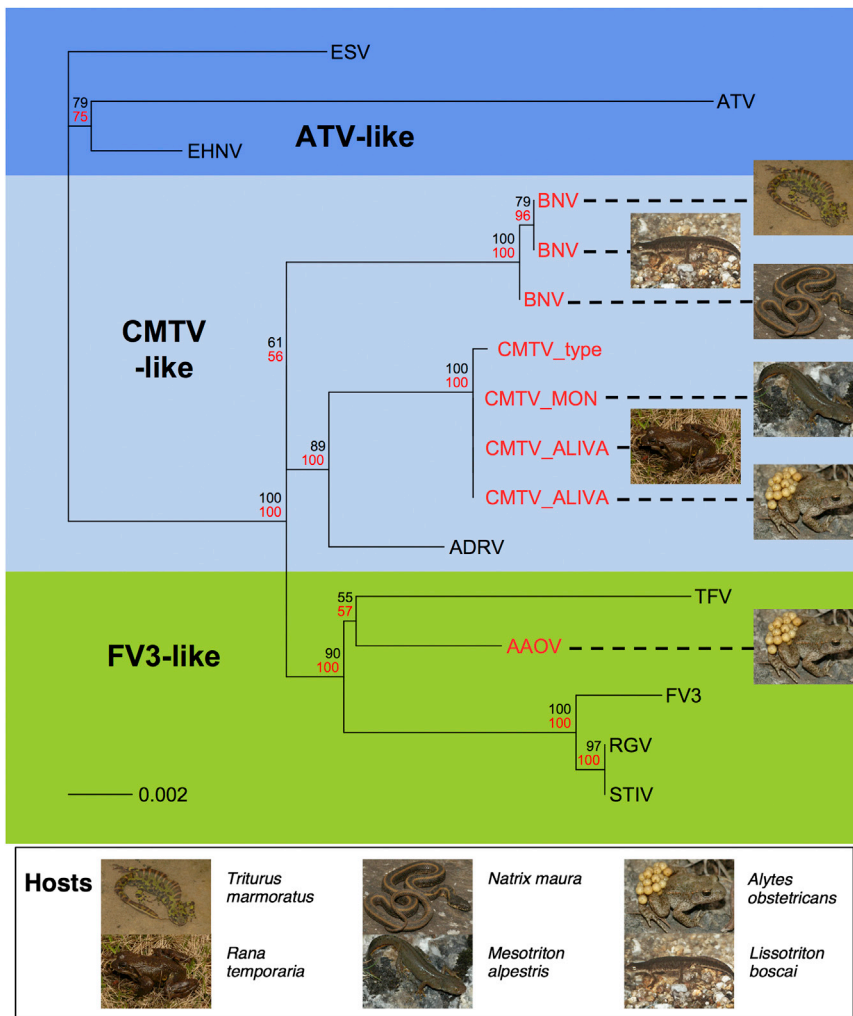 ESV
79
75
ATV
ATV-like
EHNV
79
96
BNV
100
100
BNV
BNV
CMTV
-like
61
56
CMTV_type
100
100
CMTV_MON
89
100
CMTV_ALIVA
100
100
CMTV_ALIVA
ADRV
55
57
TFV
FV3-like
90
100
AAOV
100
100
FV3
97
100
RGV
STIV
0.002
Hosts
Triturus
marmoratus
Natrix maura
Alytes
obstetricans
Rana
temporaria
Mesotriton
alpestris
Lissotriton
boscai